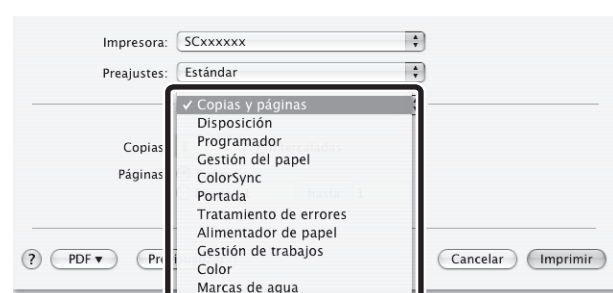 Impresora: SCxxxxxx
Preajustes: Estándar
✓ Copias y páginas
Disposición
Programador
Copias
Gestión del papel
Páginas
ColorSync
Portada
Tratamiento de errores
Alimentador de papel
Gestión de trabajos
? PDF▼ Cancelar Imprimir
Color
Marcas de agua